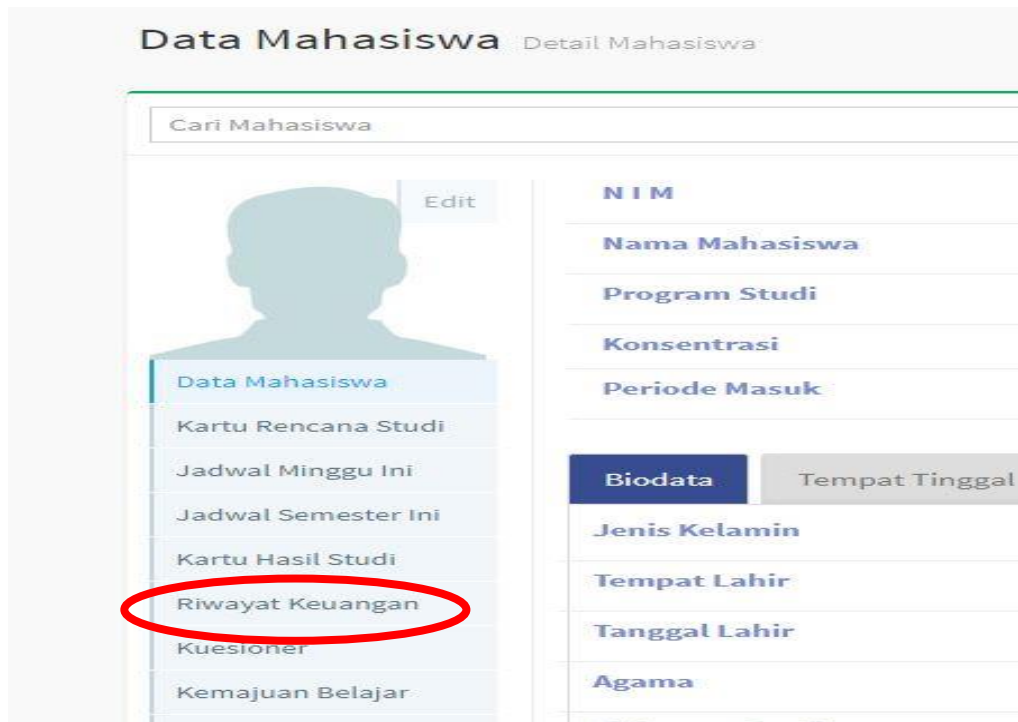 Data Mahasiswa Detail Mahasiswa
Cari Mahasiswa
Edit
Data Mahasiswa
Kartu Rencana Studi
Jadwal Minggu Ini
Jadwal Semester Ini
Kartu Hasil Studi
Riwayat Keuangan
Kuesioner
Kemajuan Belajar
N I M
Nama Mahasiswa
Program Studi
Konsentrasi
Periode Masuk
Biodata Tempat Tinggal
Jenis Kelamin
Tempat Lahir
Tanggal Lahir
Agama